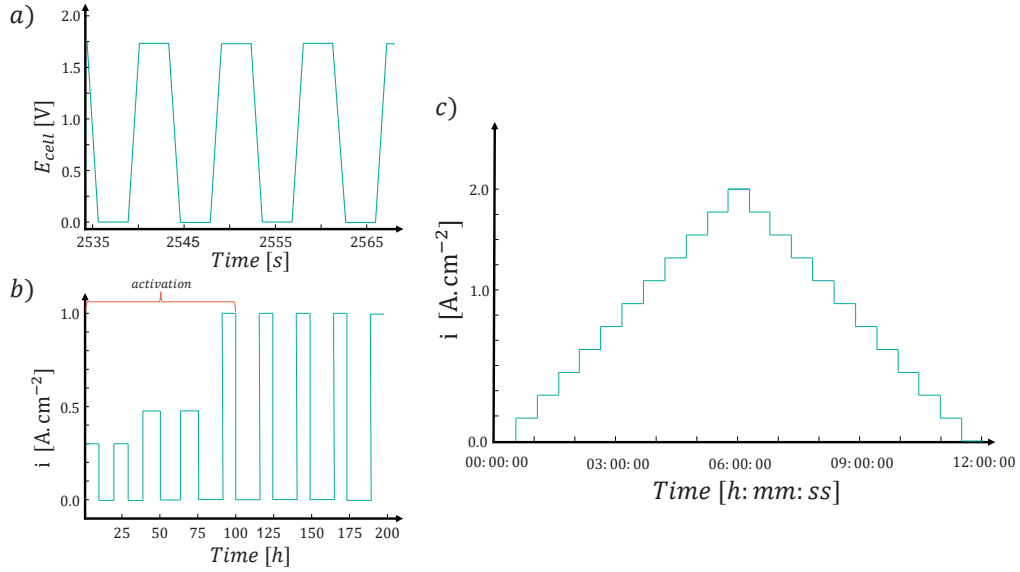 a)
2.0
1.5
1.0
0.5
0.0
E_cell [V]
2535 2545 2555 2565
Time [s]
b)
activation
1.0
0.5
0.0
i [A.cm⁻²]
25 50 75 100 125 150 175 200
Time [h]
c)
2.0
1.0
0.0
i [A.cm⁻²]
00:00:00 03:00:00 06:00:00 09:00:00 12:00:00
Time [h:mm:ss]